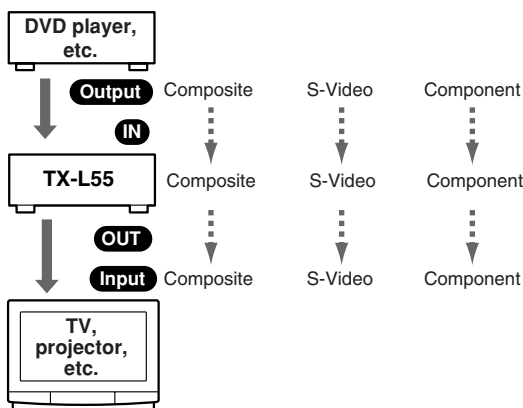 DVD player,
etc.
Output Composite S-Video Component
IN
TX-L55 Composite S-Video Component
OUT
Input Composite S-Video Component
TV,
projector,
etc.